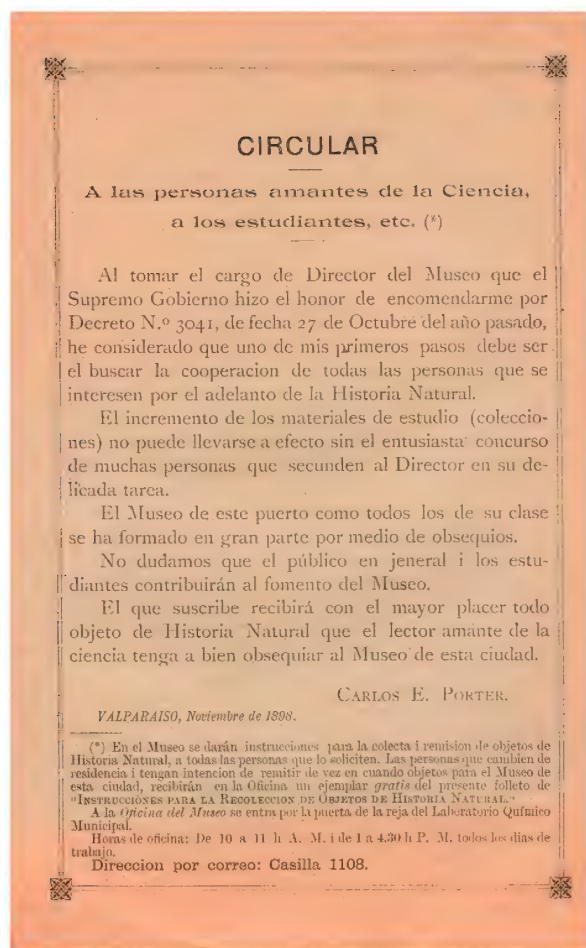 CIRCULAR
A las personas amantes de la Ciencia,
a los estudiantes, etc. (*)
Al tomar el cargo de Director del Museo que el
Supremo Gobierno hizo el honor de encomendarme por
Decreto N.º 3041, de fecha 27 de Octubre del año pasado,
he considerado que uno de mis primeros pasos debe ser
el buscar la cooperacion de todas las personas que se
interesen por el adelanto de la Historia Natural.
El incremento de los materiales de estudio (coleccio-
nes) no puede llevarse a efecto sin el entusiasta concurso
de muchas personas que secunden al Director en su de-
licada tarea.
El Museo de este puerto como todos los de su clase
se ha formado en gran parte por medio de obsequios.
No dudamos que el público en jeneral i los estu-
diantes contribuirán al fomento del Museo.
El que suscribe recibirá con el mayor placer todo
objeto de Historia Natural que el lector amante de la
ciencia tenga a bien obsequiar al Museo de esta ciudad.
CARLOS E. PORTER.
VALPARAISO, Noviembre de 1898.
(*) En el Museo se darán instrucciones para la colecta i remision de objetos de
Historia Natural, a todas las personas que lo soliciten. Las personas que cambien de
residencia i tengan intencion de remitir de vez en cuando objetos para el Museo de
esta ciudad, recibirán en la Oficina un ejemplar gratis del presente folleto de
"INSTRUCCIONES PARA LA RECOLECCION DE OBJETOS DE HISTORIA NATURAL."
A la Oficina del Museo se entra por la puerta de la reja del Laboratorio Químico
Municipal.
Horas de oficina: De 10 a 11 h A. M. i de 1 a 4.30 h P. M. todos los dias de
trabajo.
Direccion por correo: Casilla 1108.